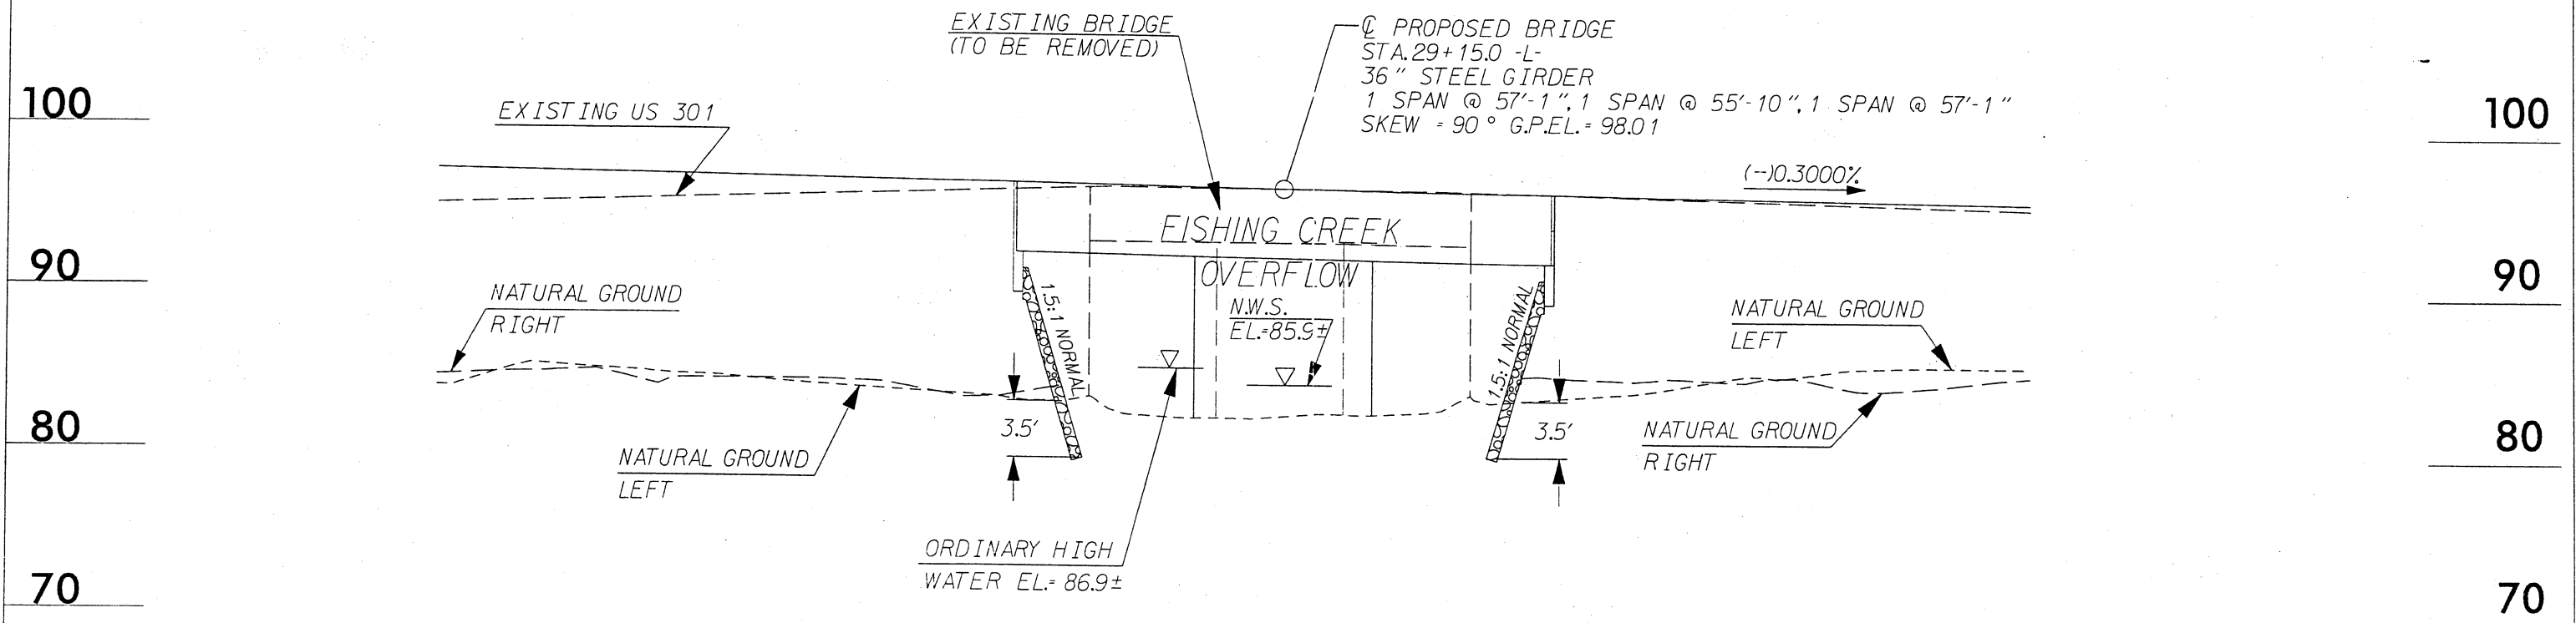 EXISTING BRIDGE
(TO BE REMOVED)
℄ PROPOSED BRIDGE
STA.29+15.0 -L-
36" STEEL GIRDER
1 SPAN @ 57'-1", 1 SPAN @ 55'-10", 1 SPAN @ 57'-1"
SKEW = 90° G.P.EL.= 98.01
100
EXISTING US 301
100
(-)0.3000%
FISHING CREEK
OVERFLOW
90
90
NATURAL GROUND
RIGHT
1.5:1 NORMAL
N.W.S.
EL.=85.9±
1.5:1 NORMAL
NATURAL GROUND
LEFT
80
3.5'
3.5'
80
NATURAL GROUND
LEFT
NATURAL GROUND
RIGHT
ORDINARY HIGH
WATER EL.= 86.9±
70
70